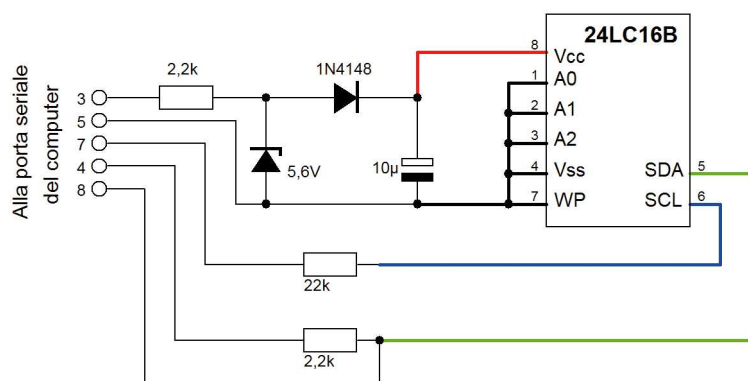 24LC16B
8
Vcc
1
A0
2
A1
3
A2
4
Vss
7
WP
SDA
5
SCL
6
Alla porta seriale
del computer
3
5
7
4
8
2,2k
1N4148
5,6V
10µ
22k
2,2k